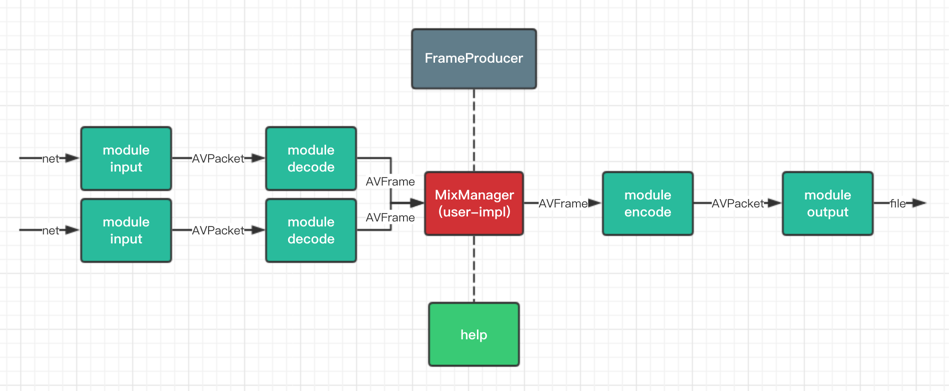 FrameProducer
net
module
input
AVPacket
module
decode
AVFrame
net
module
input
AVPacket
module
decode
AVFrame
MixManager
(user-impl)
AVFrame
module
encode
AVPacket
module
output
file
help